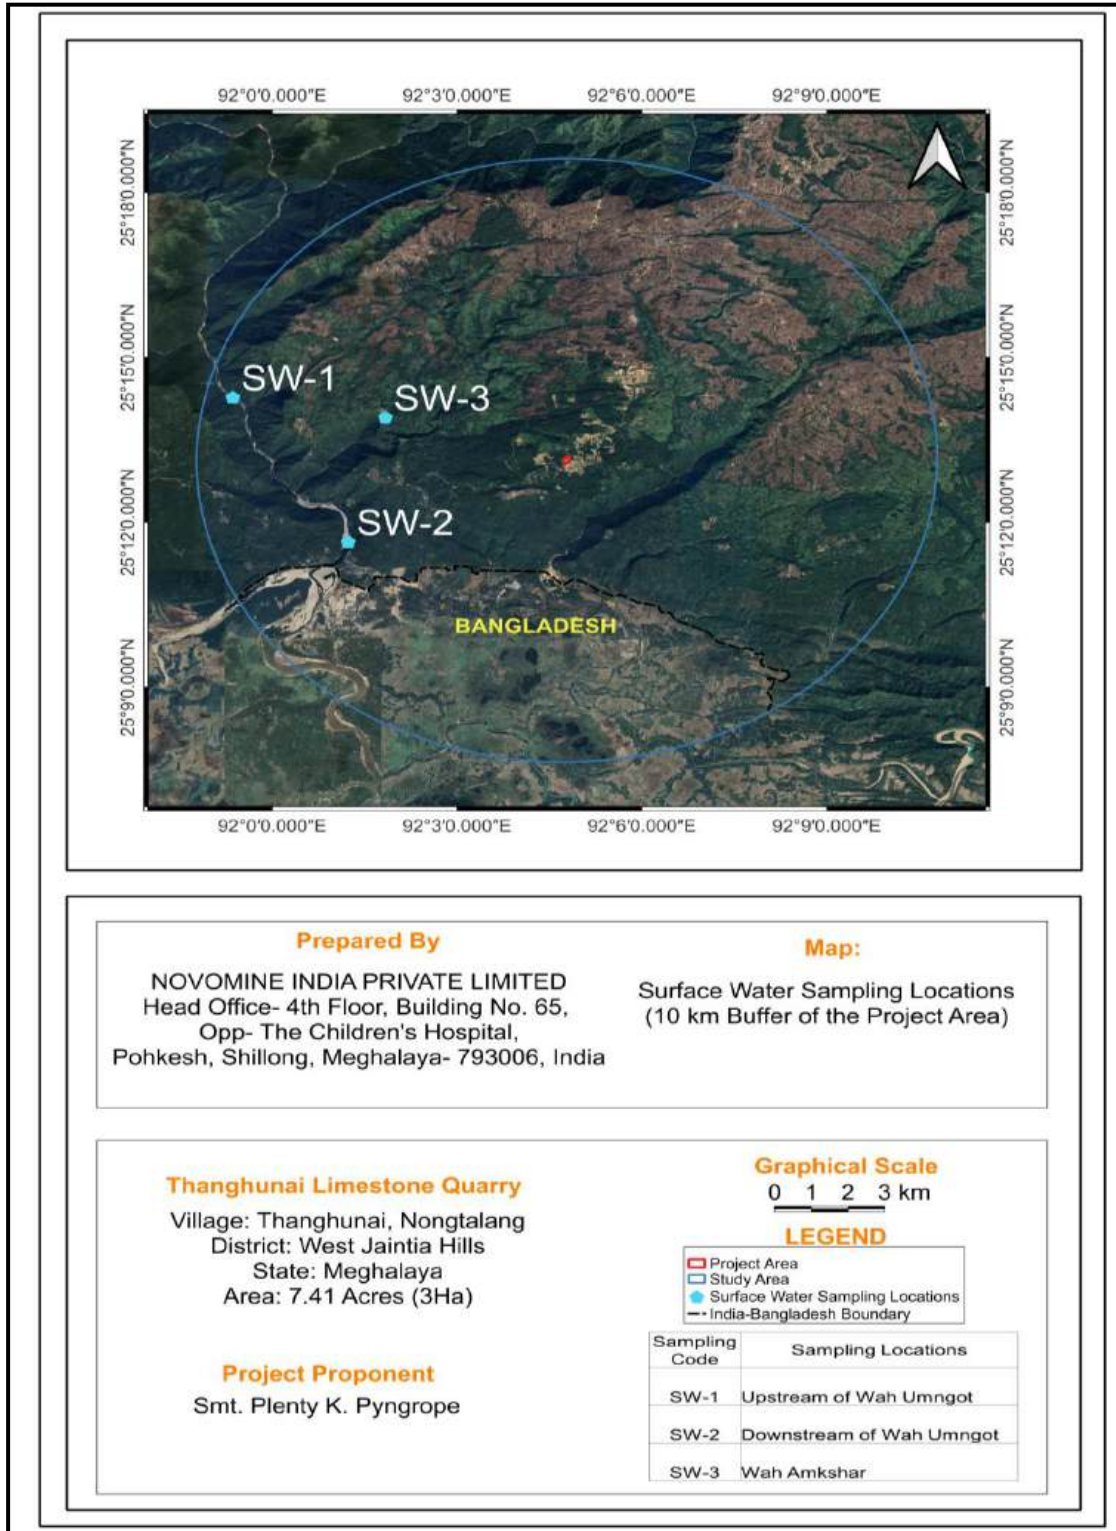 92°0'0.000"E 92°3'0.000"E 92°6'0.000"E 92°9'0.000"E
25°18'0.000"N 25°18'0.000"N
25°15'0.000"N 25°15'0.000"N
SW-1
SW-3
25°12'0.000"N 25°12'0.000"N
SW-2
BANGLADESH
25°9'0.000"N 25°9'0.000"N
92°0'0.000"E 92°3'0.000"E 92°6'0.000"E 92°9'0.000"E
Prepared By
NOVOMINE INDIA PRIVATE LIMITED
Head Office- 4th Floor, Building No. 65,
Opp- The Children's Hospital,
Pohkesh, Shillong, Meghalaya- 793006, India
Map:
Surface Water Sampling Locations
(10 km Buffer of the Project Area)
Thanghunai Limestone Quarry
Village: Thanghunai, Nongtalang
District: West Jaintia Hills
State: Meghalaya
Area: 7.41 Acres (3Ha)
Project Proponent
Smt. Plenty K. Pyngrope
Graphical Scale
0 1 2 3 km
LEGEND
Project Area
Study Area
Surface Water Sampling Locations
India-Bangladesh Boundary
Sampling Code Sampling Locations
SW-1 Upstream of Wah Umngot
SW-2 Downstream of Wah Umngot
SW-3 Wah Amkshar